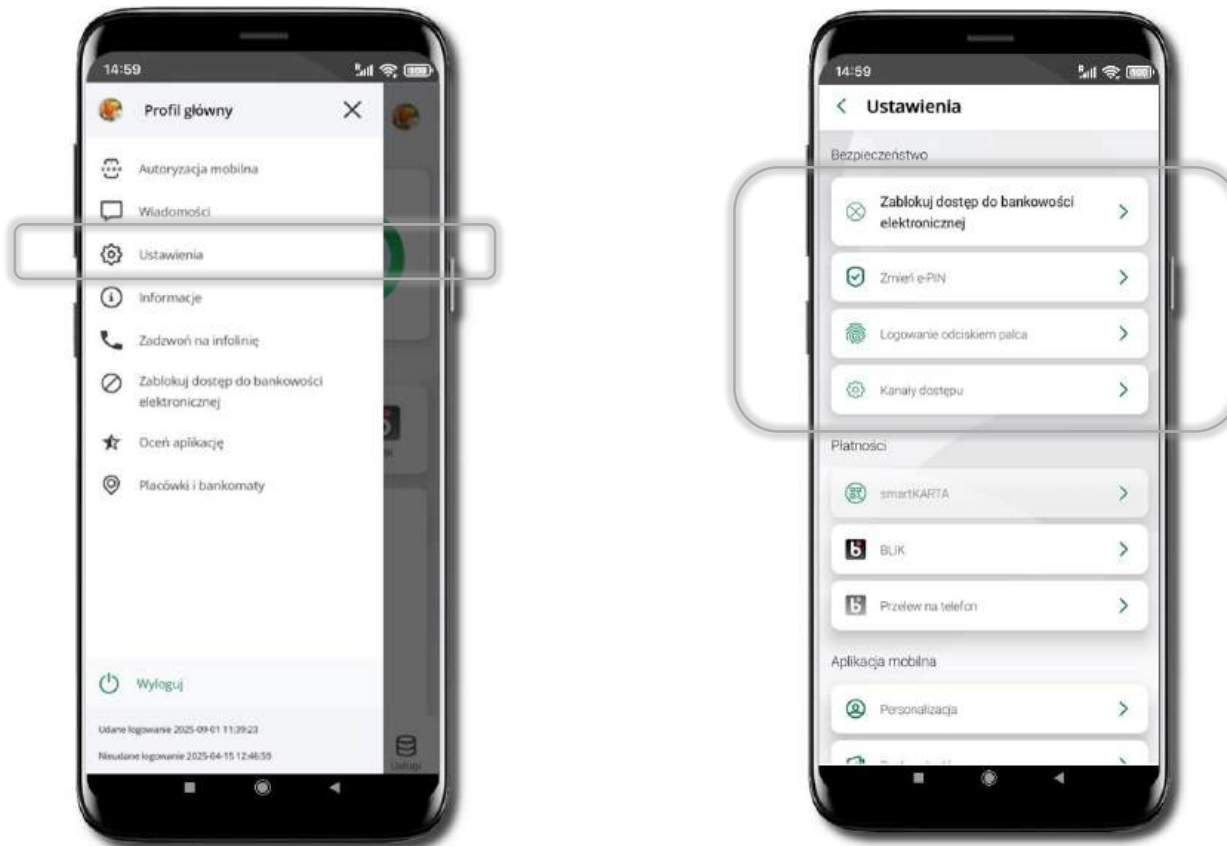 14:59
Profil główny
Autoryzacja mobilna
Wiadomości
Ustawienia
Informacje
Zadzwoń na infolinię
Zablokuj dostęp do bankowości
elektronicznej
Oceń aplikację
Placówki i bankomaty
Wyloguj
Udane logowanie 2025-09-01 11:39:23
Nieudane logowanie 2025-04-15 12:46:59
Usługi
14:59
Ustawienia
Bezpieczeństwo
Zablokuj dostęp do bankowości
elektronicznej
Zmień e-PIN
Logowanie odciskiem palca
Kanały dostępu
Płatności
smartKARTA
BLIK
Przelew na telefon
Aplikacja mobilna
Personalizacja